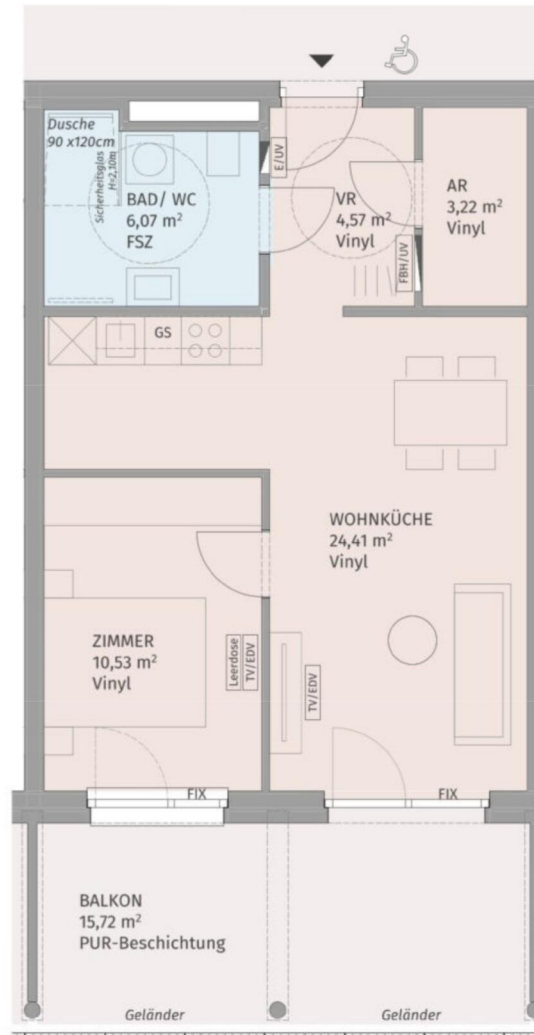 Dusche
90 x120cm
Sicherheitsglas
H=2,10m
BAD/ WC
6,07 m²
FSZ
E/UV
VR
4,57 m²
Vinyl
AR
3,22 m²
Vinyl
FBH/UV
GS
WOHNKÜCHE
24,41 m²
Vinyl
ZIMMER
10,53 m²
Vinyl
Leerdose
TV/EDV
TV/EDV
FIX
FIX
BALKON
15,72 m²
PUR-Beschichtung
Geländer
Geländer